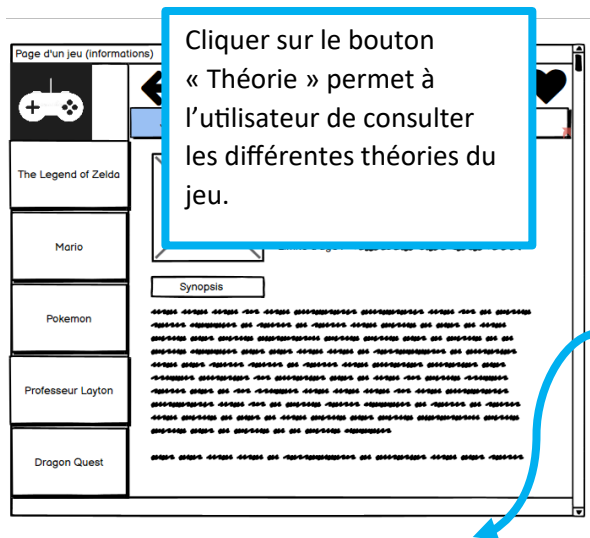 Page d'un jeu (informations)
Cliquer sur le bouton
« Théorie » permet à
l'utilisateur de consulter
les différentes théories du
jeu.
The Legend of Zelda
Mario
Pokemon
Professeur Layton
Dragon Quest
Synopsis